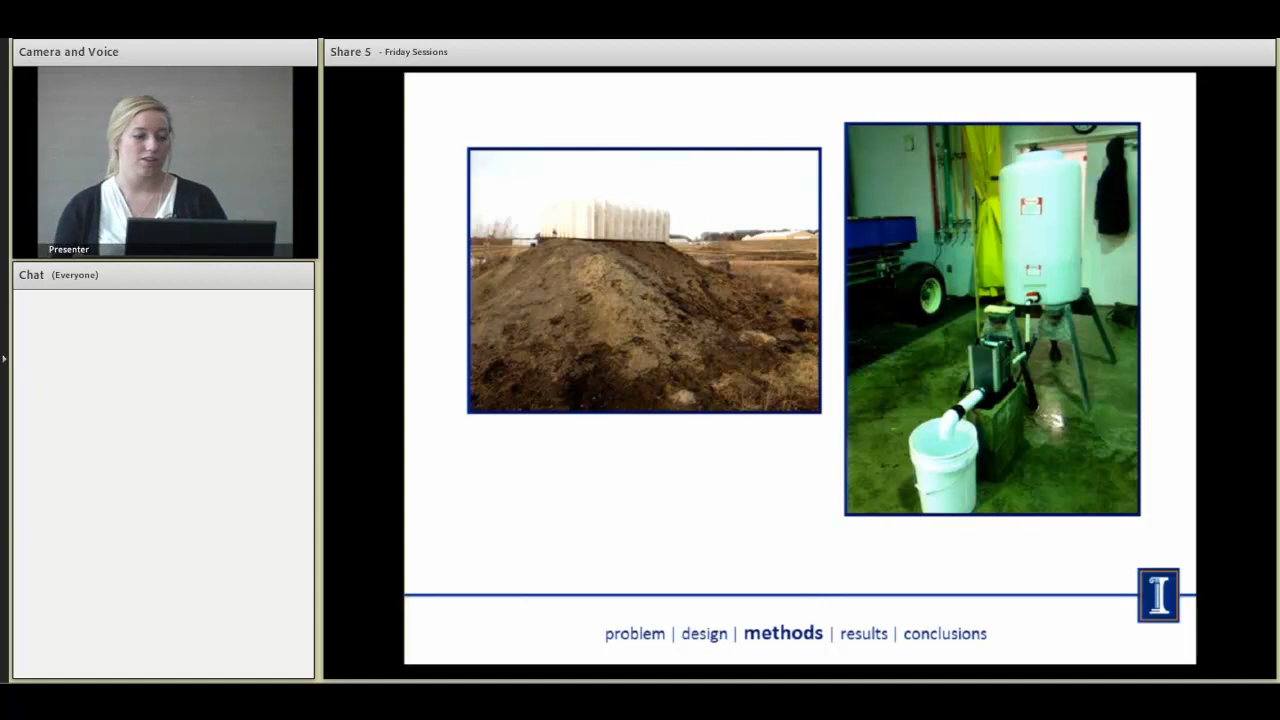 Camera and Voice
Share 5 - Friday Sessions
Presenter
Chat (Everyone)
problem | design | methods | results | conclusions
I